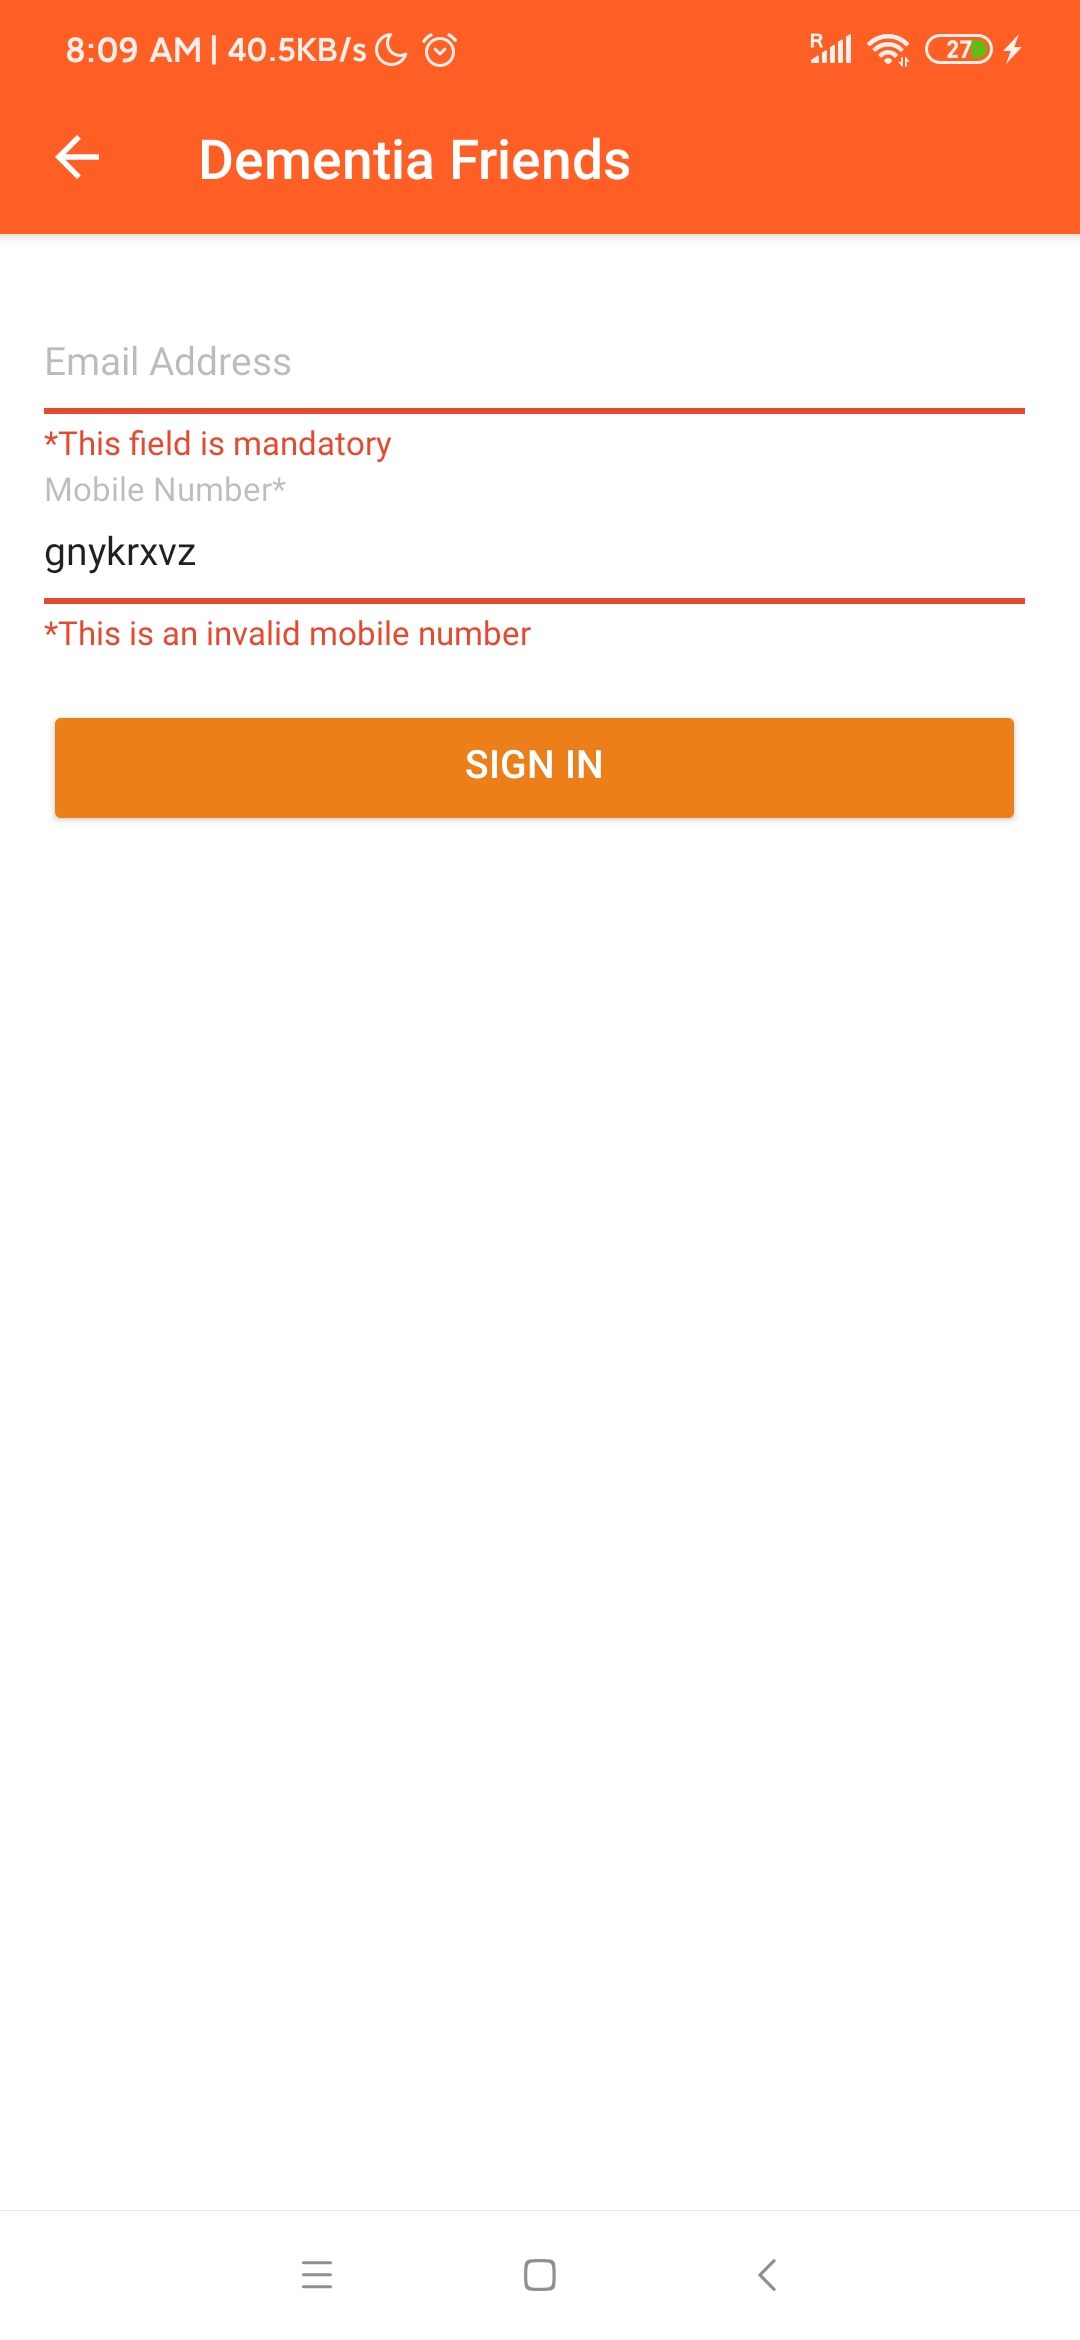 8:09 AM | 40.5KB/s R 27
Dementia Friends
Email Address
*This field is mandatory
Mobile Number*
gnykrxvz
*This is an invalid mobile number
SIGN IN